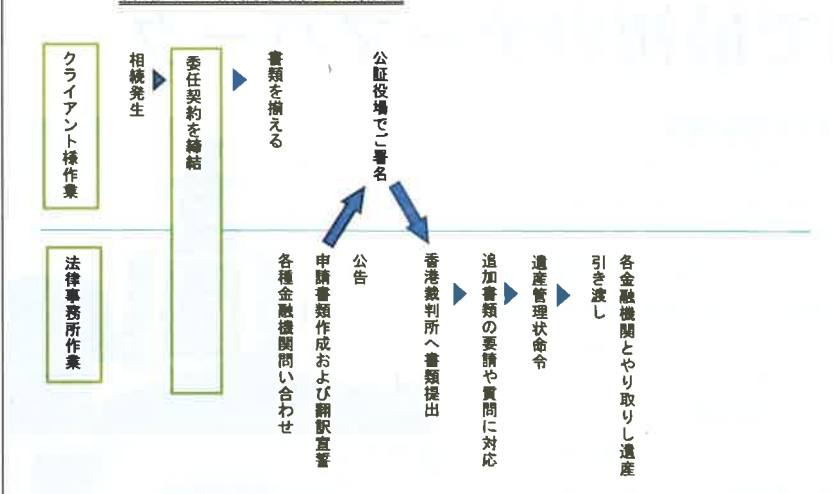 クライアント様作業
相続発生
委任契約を締結
書類を揃える
公証役場でご署名
法律事務所作業
各種金融機関問い合わせ
申請書類作成および翻訳宣誓
公告
香港裁判所へ書類提出
追加書類の要請や質問に対応
遺産管理状命令
各金融機関とやり取りし遺産
引き渡し